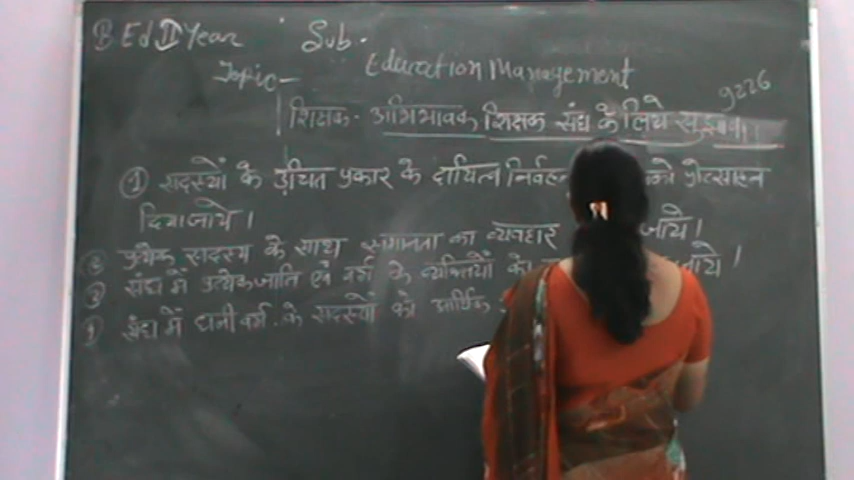 B Ed II Year Sub.
Education Management
Topic-
9226
शिक्षक - अभिभावक शिक्षक संघ के लिये
① सदस्यों के उचित प्रकार के दायित्व निर्वहन को प्रोत्साहन
दिया जाये ।
② प्रत्येक सदस्य के साथ समानता का व्यवहार जाये ।
③ संघ में प्रत्येक जाति एवं वर्ग के व्यक्तियों को
संघ में धनी वर्ग के सदस्यों को आर्थिक